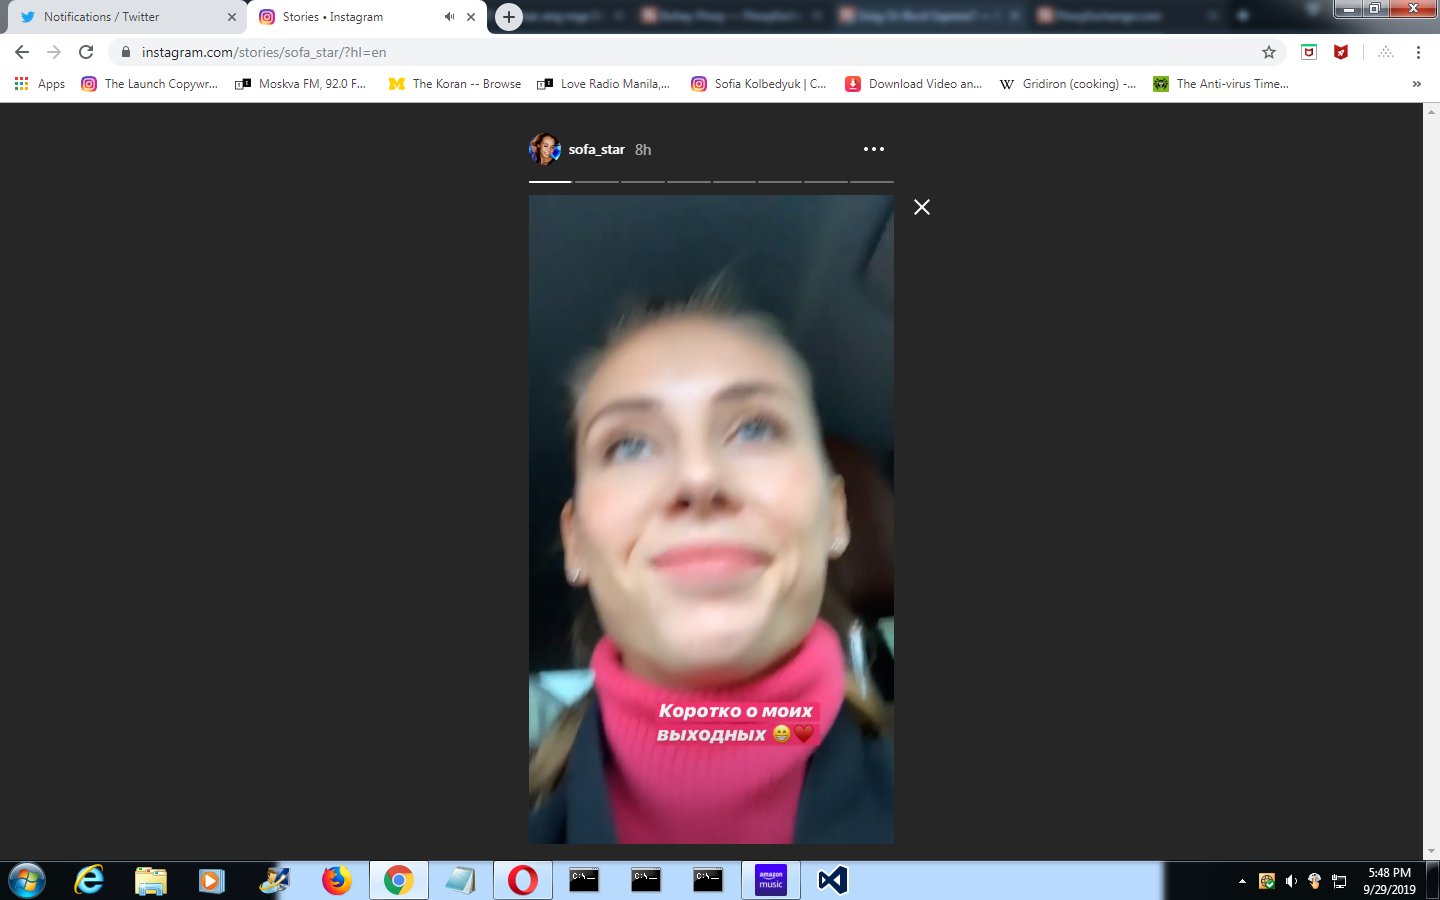 Notifications / Twitter
Stories • Instagram
instagram.com/stories/sofa_star/?hl=en
Apps
The Launch Copywr...
Moskva FM, 92.0 F...
The Koran -- Browse
Love Radio Manila,...
Sofia Kolbedyuk | C...
Download Video an...
Gridiron (cooking) -...
The Anti-virus Time...
»
sofa_star 8h
Коротко о моих
выходных 😁♥️
C:\_
C:\_
C:\_
amazon
music
5:48 PM
9/29/2019